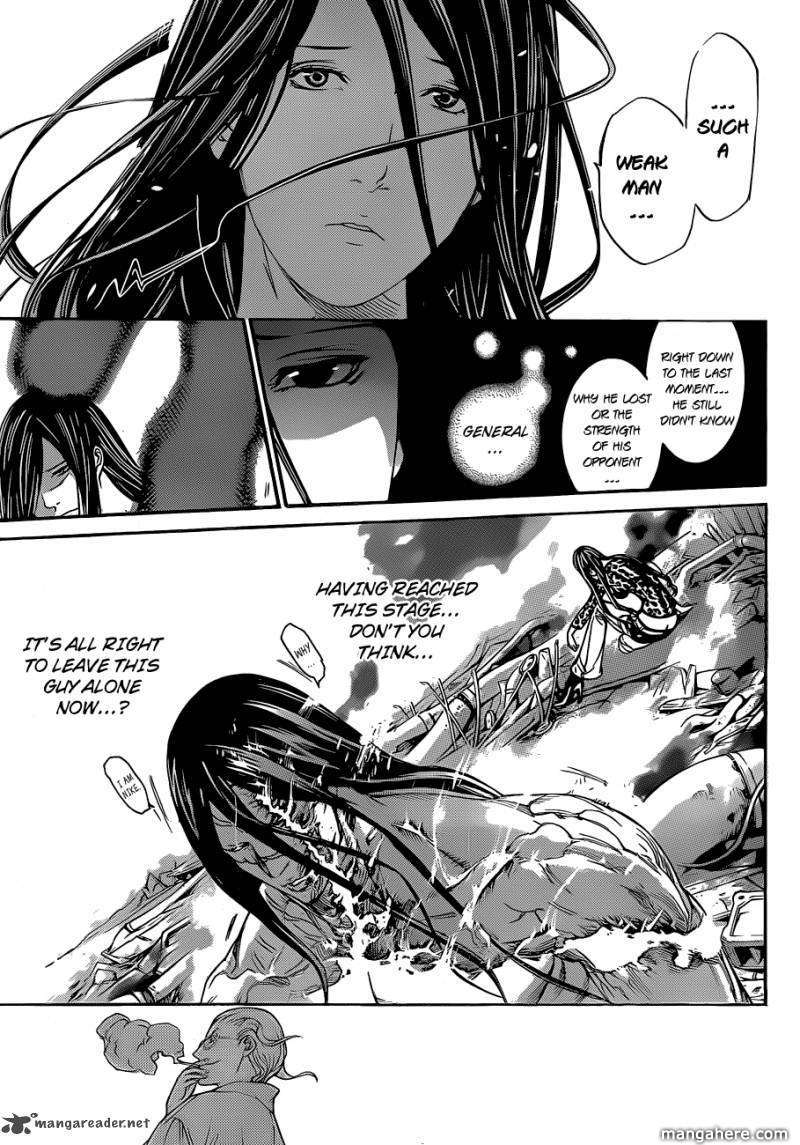 ...
SUCH
A
WEAK
MAN
...
RIGHT DOWN
TO THE LAST
MOMENT...
HE STILL
DIDN'T KNOW
WHY HE LOST
OR THE
STRENGTH
OF HIS
OPPONENT
...
GENERAL
...
HAVING REACHED
THIS STAGE...
DON'T YOU
THINK...
WHY...
IT'S ALL RIGHT
TO LEAVE THIS
GUY ALONE
NOW...?
I AM
NIKE
mangareader.net
mangahere.com